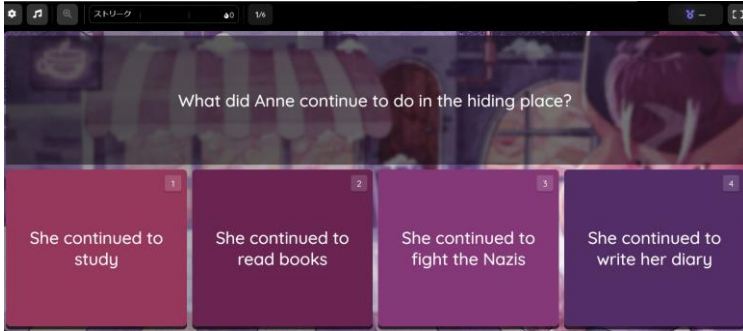 ストリーク 0 1/6
What did Anne continue to do in the hiding place?
1
She continued to
study
2
She continued to
read books
3
She continued to
fight the Nazis
4
She continued to
write her diary